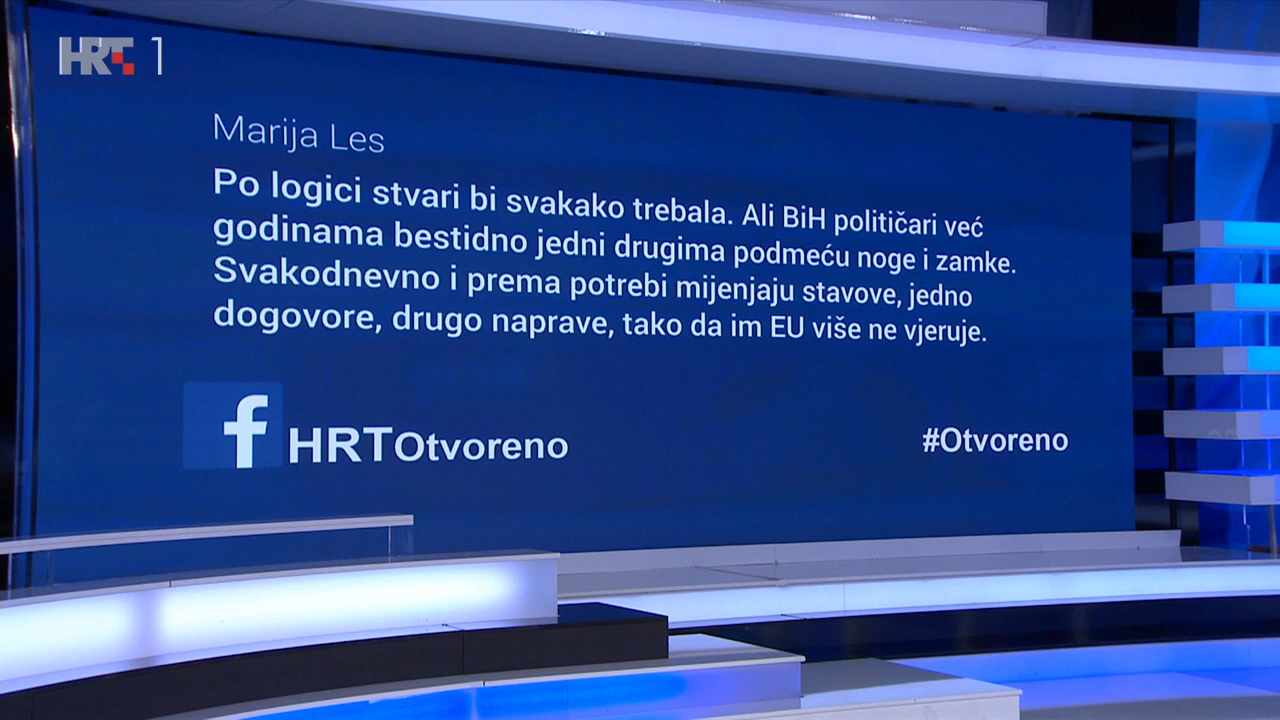 HRT 1
Marija Les
Po logici stvari bi svakako trebala. Ali BiH političari već
godinama bestidno jedni drugima podmeću noge i zamke.
Svakodnevno i prema potrebi mijenjaju stavove, jedno
dogovore, drugo naprave, tako da im EU više ne vjeruje.
f HRTOtvoreno
#Otvoreno